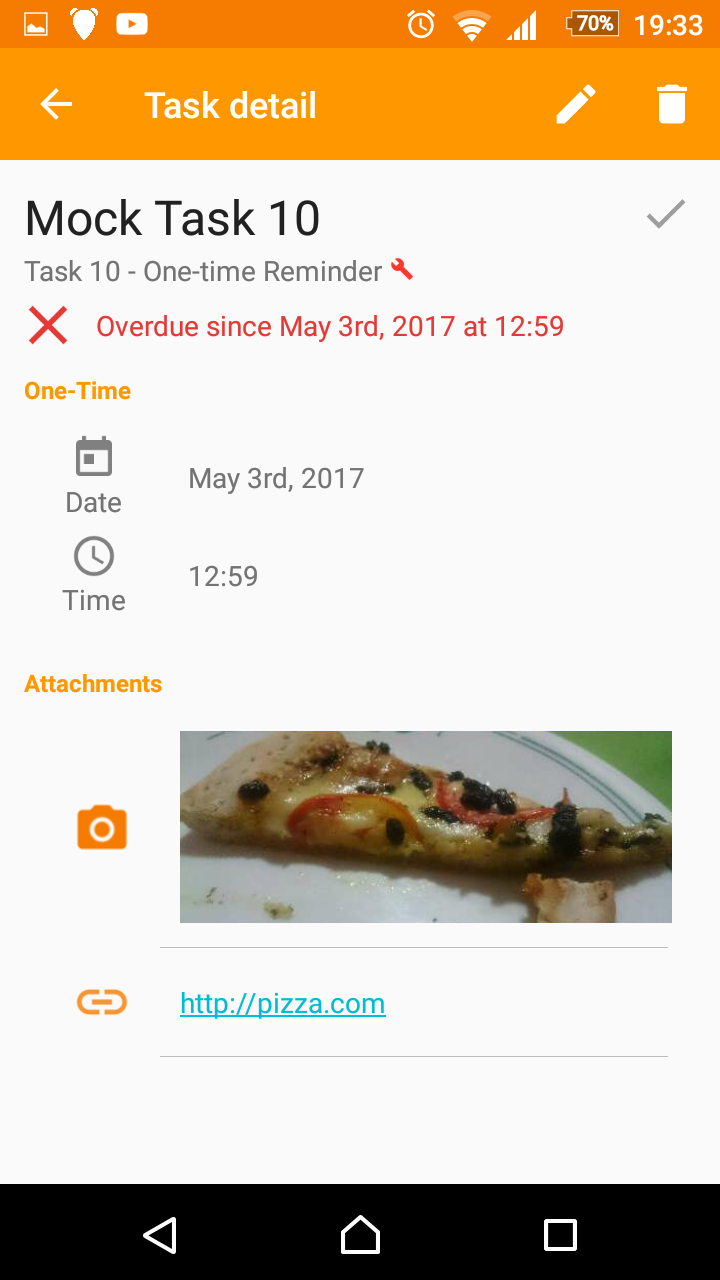 70% 19:33
Task detail
Mock Task 10
Task 10 - One-time Reminder
Overdue since May 3rd, 2017 at 12:59
One-Time
Date
May 3rd, 2017
Time
12:59
Attachments
http://pizza.com